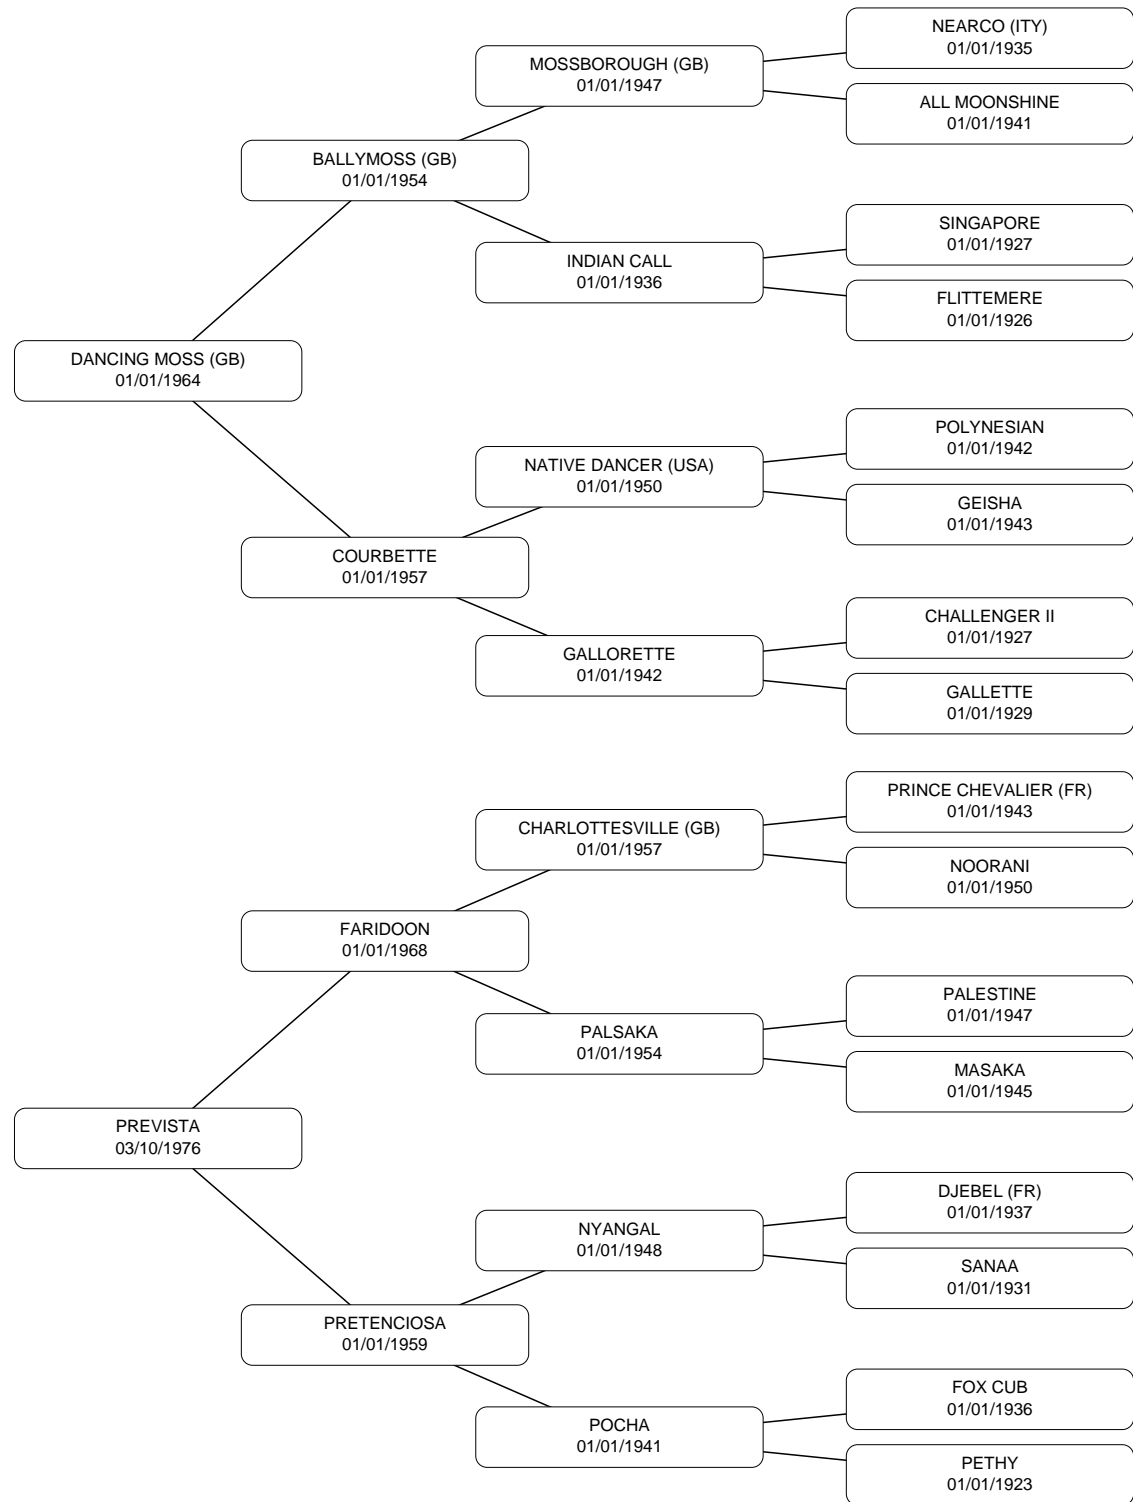 NEARCO (ITY)
01/01/1935
MOSSBOROUGH (GB)
01/01/1947
ALL MOONSHINE
01/01/1941
BALLYMOSS (GB)
01/01/1954
SINGAPORE
01/01/1927
INDIAN CALL
01/01/1936
FLITTEMERE
01/01/1926
DANCING MOSS (GB)
01/01/1964
POLYNESIAN
01/01/1942
NATIVE DANCER (USA)
01/01/1950
GEISHA
01/01/1943
COURBETTE
01/01/1957
CHALLENGER II
01/01/1927
GALLORETTE
01/01/1942
GALLETTE
01/01/1929
PRINCE CHEVALIER (FR)
01/01/1943
CHARLOTTESVILLE (GB)
01/01/1957
NOORANI
01/01/1950
FARIDOON
01/01/1968
PALESTINE
01/01/1947
PALSAKA
01/01/1954
MASAKA
01/01/1945
PREVISTA
03/10/1976
DJEBEL (FR)
01/01/1937
NYANGAL
01/01/1948
SANAA
01/01/1931
PRETENCIOSA
01/01/1959
FOX CUB
01/01/1936
POCHA
01/01/1941
PETHY
01/01/1923